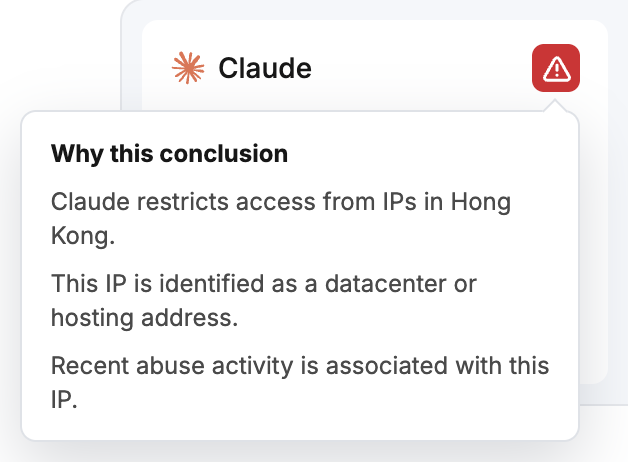 Claude
Why this conclusion
Claude restricts access from IPs in Hong
Kong.
This IP is identified as a datacenter or
hosting address.
Recent abuse activity is associated with this
IP.